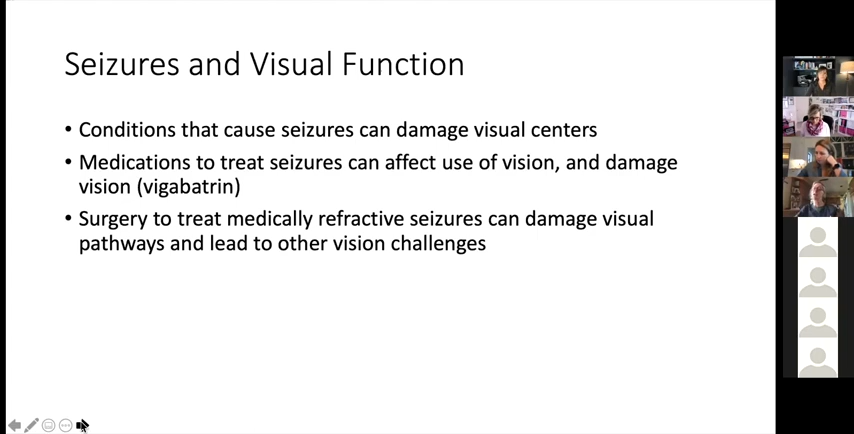 Seizures and Visual Function
• Conditions that cause seizures can damage visual centers
• Medications to treat seizures can affect use of vision, and damage
vision (vigabatrin)
• Surgery to treat medically refractive seizures can damage visual
pathways and lead to other vision challenges